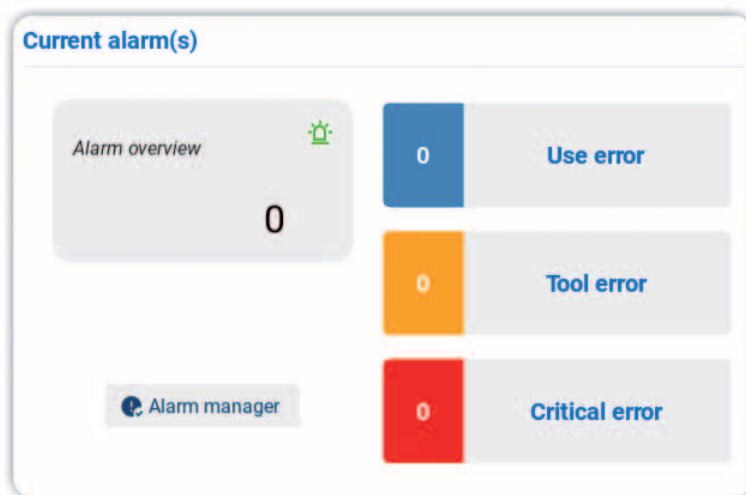 Current alarm(s)
Alarm overview
0
0 Use error
0 Tool error
0 Critical error
Alarm manager